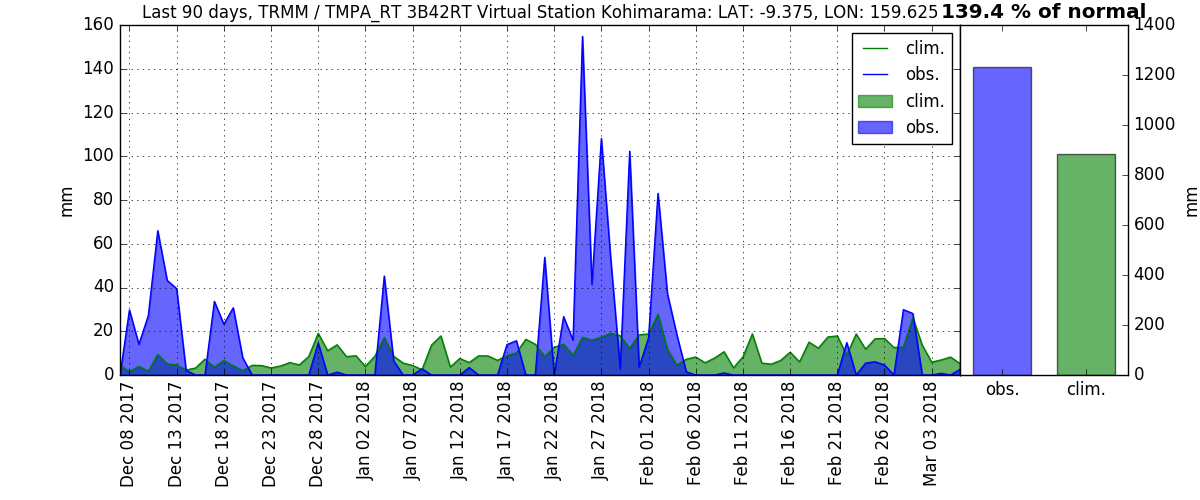 Last 90 days, TRMM / TMPA_RT 3B42RT Virtual Station Kohimarama: LAT: -9.375, LON: 159.625 139.4 % of normal
160
140
120
100
80
60
40
20
0
mm
clim.
obs.
clim.
obs.
1400
1200
1000
800
600
400
200
0
mm
Dec 08 2017
Dec 13 2017
Dec 18 2017
Dec 23 2017
Dec 28 2017
Jan 02 2018
Jan 07 2018
Jan 12 2018
Jan 17 2018
Jan 22 2018
Jan 27 2018
Feb 01 2018
Feb 06 2018
Feb 11 2018
Feb 16 2018
Feb 21 2018
Feb 26 2018
Mar 03 2018
obs. clim.